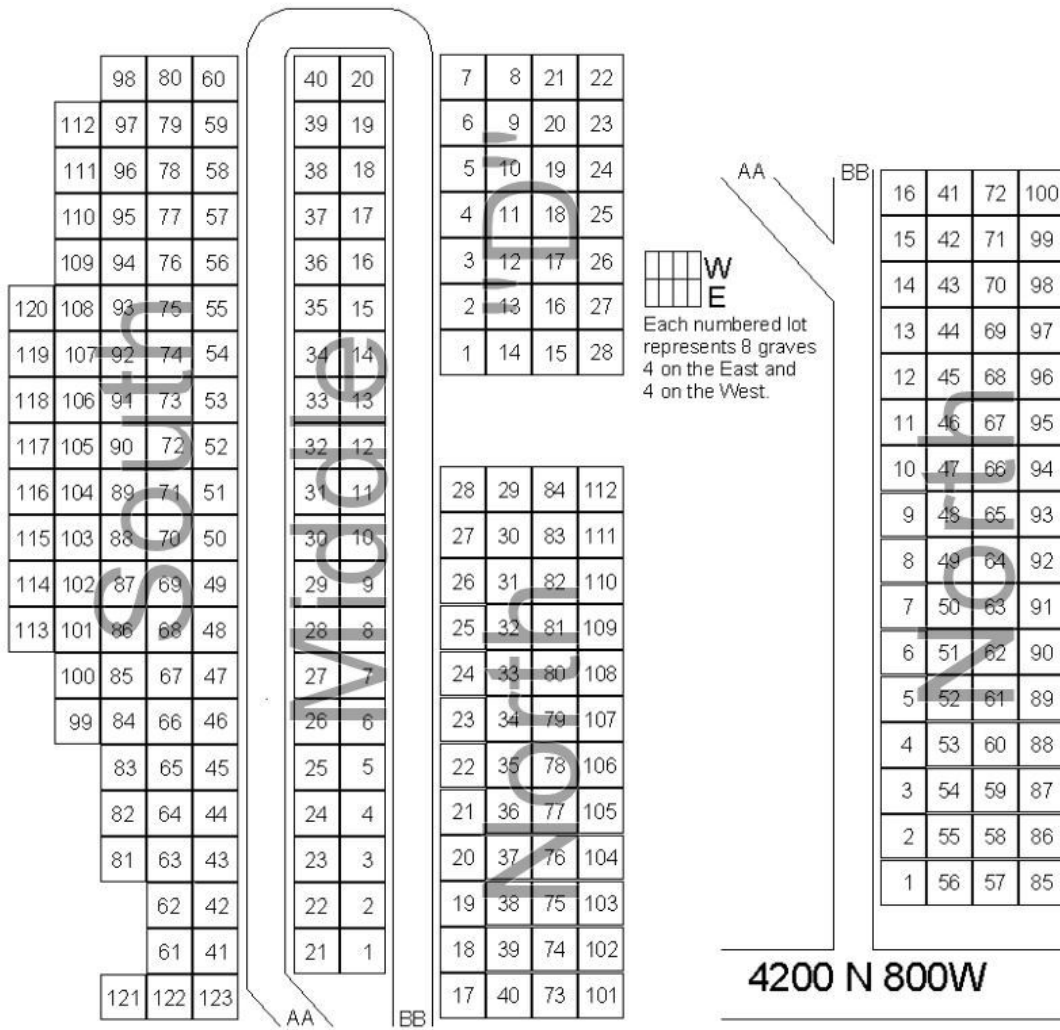 South
98 80 60
112 97 79 59
111 96 78 58
110 95 77 57
109 94 76 56
120 108 93 75 55
119 107 92 74 54
118 106 91 73 53
117 105 90 72 52
116 104 89 71 51
115 103 88 70 50
114 102 87 69 49
113 101 86 68 48
100 85 67 47
99 84 66 46
83 65 45
82 64 44
81 63 43
62 42
61 41
121 122 123
Middle
40 20
39 19
38 18
37 17
36 16
35 15
34 14
33 13
32 12
31 11
30 10
29 9
28 8
27 7
26 6
25 5
24 4
23 3
22 2
21 1
AA
BB
"D"
7 8 21 22
6 9 20 23
5 10 19 24
4 11 18 25
3 12 17 26
2 13 16 27
1 14 15 28
North
28 29 84 112
27 30 83 111
26 31 82 110
25 32 81 109
24 33 80 108
23 34 79 107
22 35 78 106
21 36 77 105
20 37 76 104
19 38 75 103
18 39 74 102
17 40 73 101
W
E
Each numbered lot
represents 8 graves
4 on the East and
4 on the West.
AA
BB
North
16 41 72 100
15 42 71 99
14 43 70 98
13 44 69 97
12 45 68 96
11 46 67 95
10 47 66 94
9 48 65 93
8 49 64 92
7 50 63 91
6 51 62 90
5 52 61 89
4 53 60 88
3 54 59 87
2 55 58 86
1 56 57 85
4200 N 800W